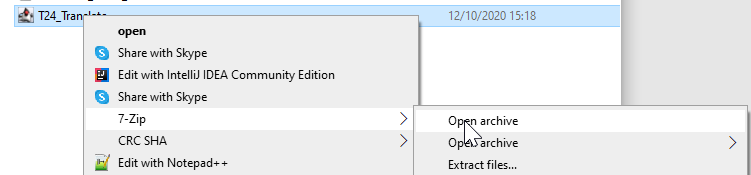 T24_Translate 12/10/2020 15:18
open
Share with Skype
Edit with IntelliJ IDEA Community Edition
Share with Skype
7-Zip
Open archive
CRC SHA
Open archive
Edit with Notepad++
Extract files...